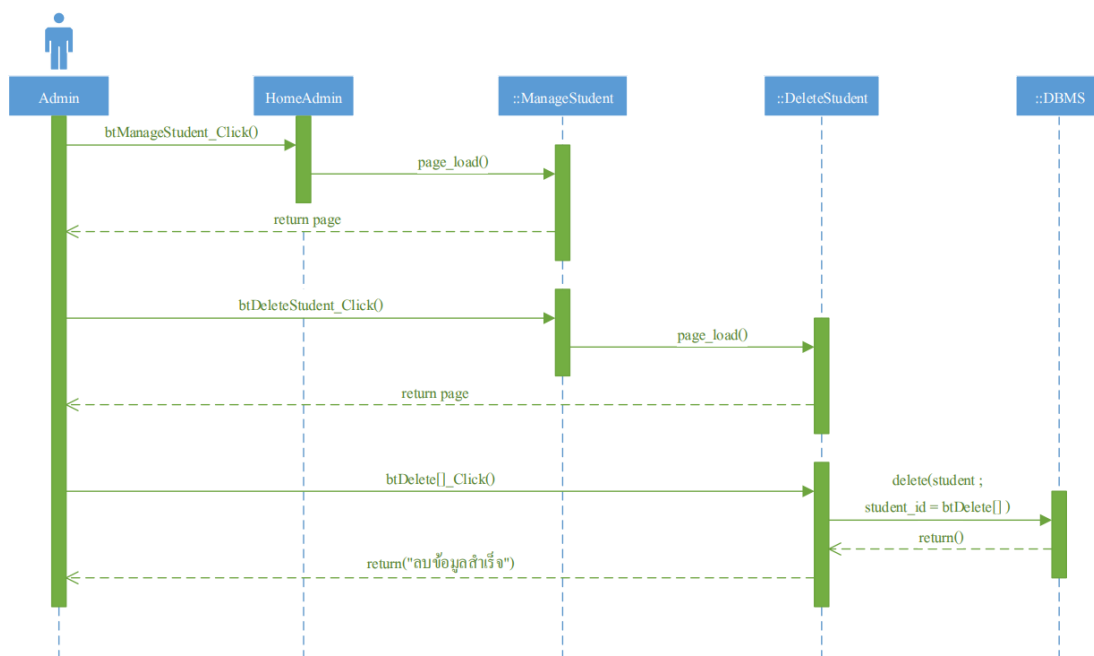 Admin
HomeAdmin
::ManageStudent
::DeleteStudent
::DBMS
btManageStudent_Click()
page_load()
return page
btDeleteStudent_Click()
page_load()
return page
btDelete[]_Click()
delete(student ;
student_id = btDelete[] )
return()
return("ลบข้อมูลสำเร็จ")